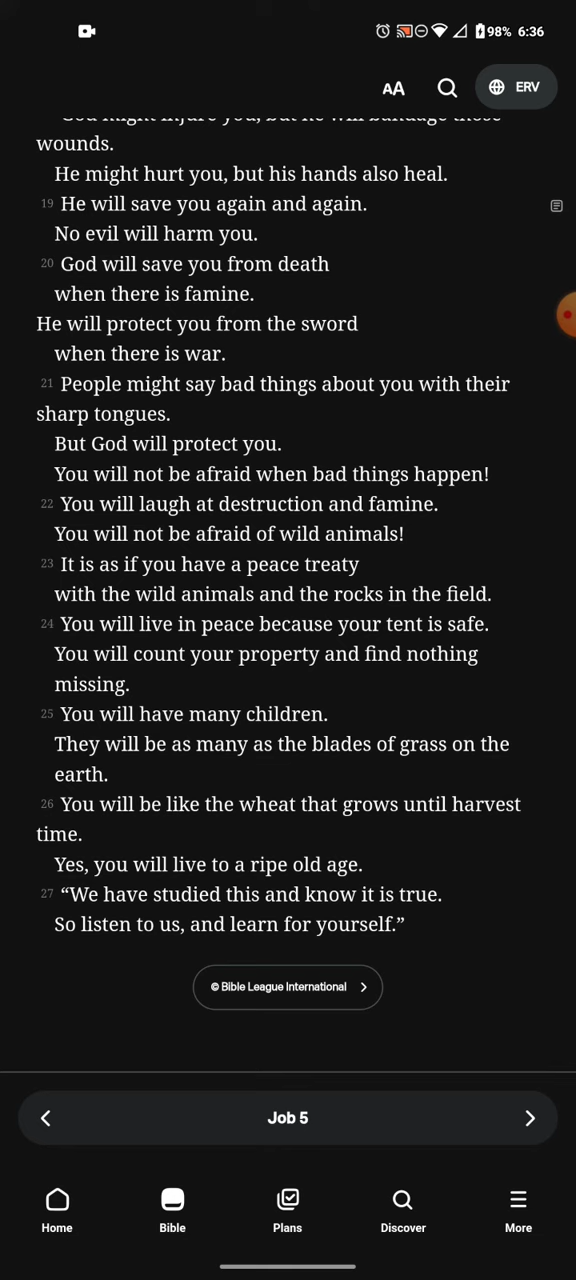 98% 6:36
AA ERV
God might injure you, but he will bandage those
wounds.
He might hurt you, but his hands also heal.
19 He will save you again and again.
No evil will harm you.
20 God will save you from death
when there is famine.
He will protect you from the sword
when there is war.
21 People might say bad things about you with their
sharp tongues.
But God will protect you.
You will not be afraid when bad things happen!
22 You will laugh at destruction and famine.
You will not be afraid of wild animals!
23 It is as if you have a peace treaty
with the wild animals and the rocks in the field.
24 You will live in peace because your tent is safe.
You will count your property and find nothing
missing.
25 You will have many children.
They will be as many as the blades of grass on the
earth.
26 You will be like the wheat that grows until harvest
time.
Yes, you will live to a ripe old age.
27 “We have studied this and know it is true.
So listen to us, and learn for yourself.”
© Bible League International
Job 5
Home Bible Plans Discover More